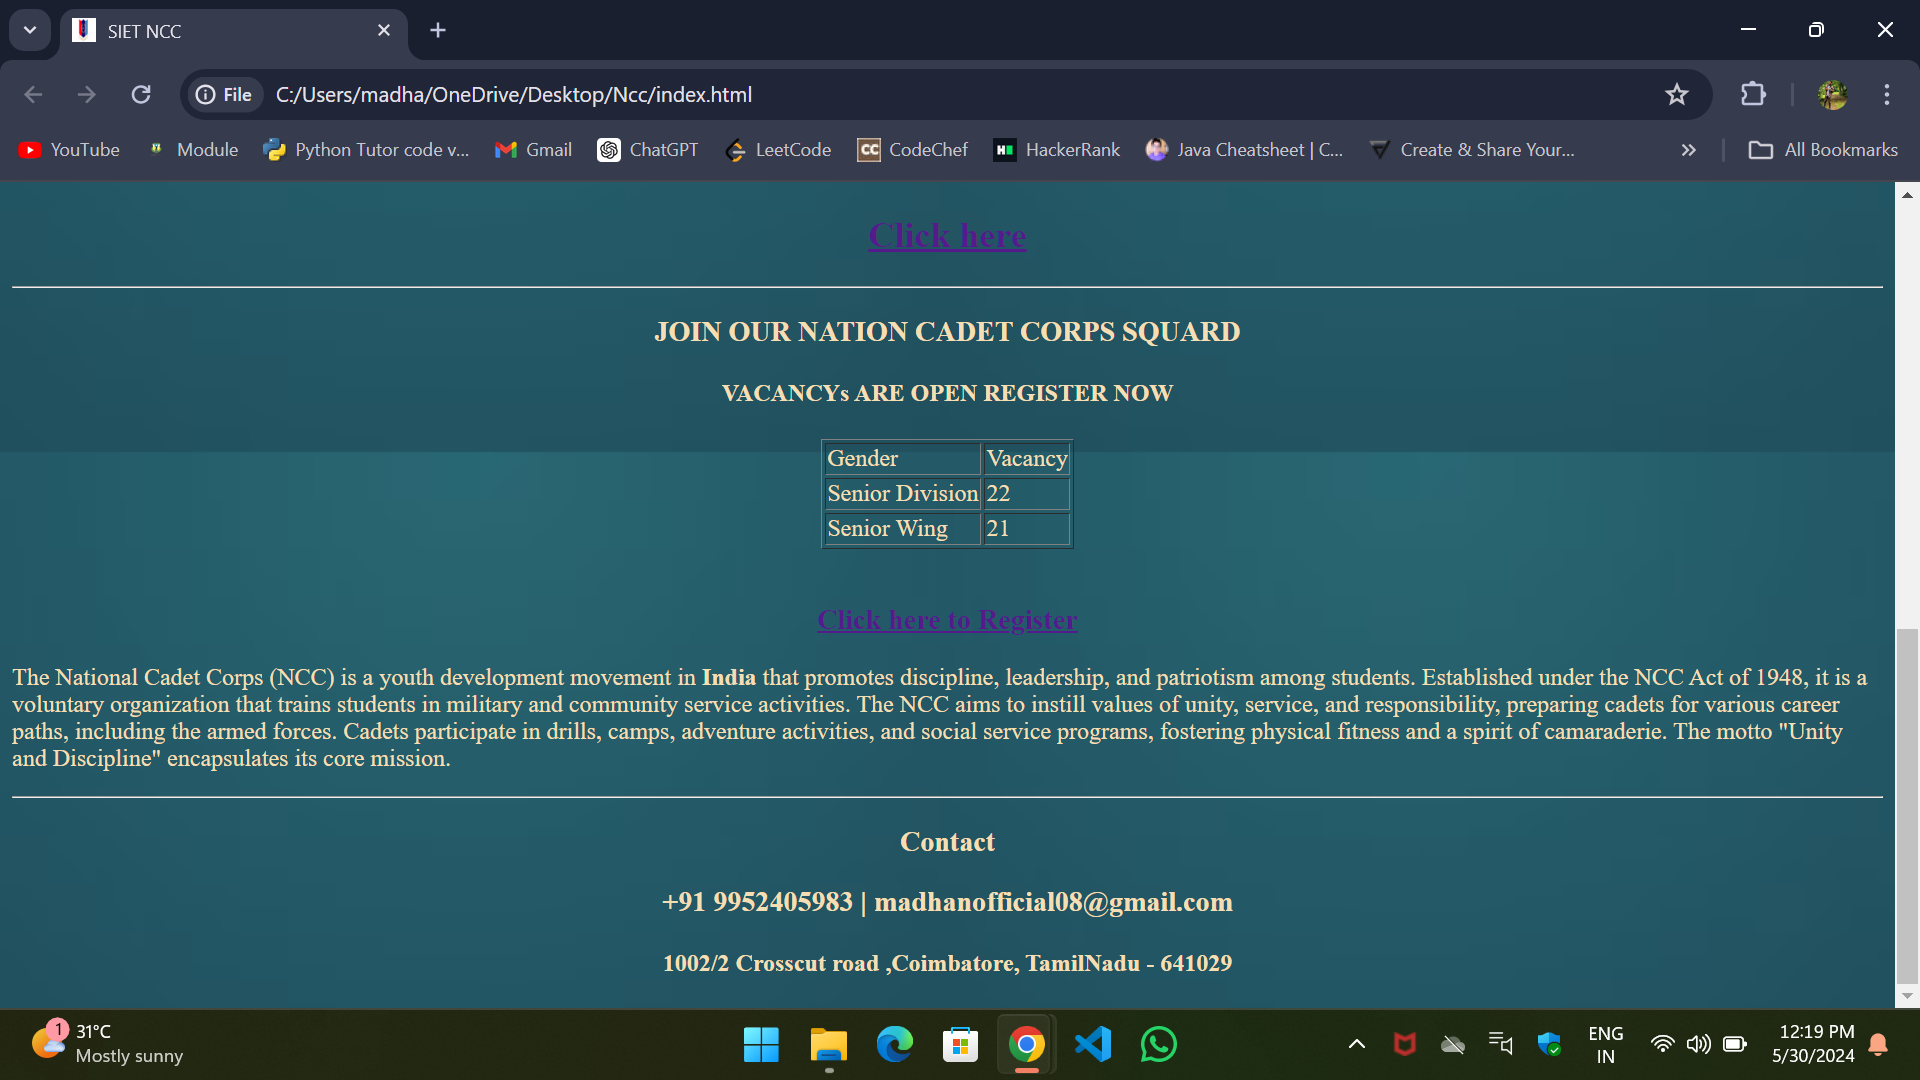 SIET NCC
File
C:/Users/madha/OneDrive/Desktop/Ncc/index.html
YouTube
Module
Python Tutor code v...
Gmail
ChatGPT
LeetCode
CC CodeChef
H HackerRank
Java Cheatsheet | C...
Create & Share Your...
All Bookmarks
Click here
JOIN OUR NATION CADET CORPS SQUARD
VACANCYs ARE OPEN REGISTER NOW
Gender Vacancy
Senior Division 22
Senior Wing 21
Click here to Register
The National Cadet Corps (NCC) is a youth development movement in India that promotes discipline, leadership, and patriotism among students. Established under the NCC Act of 1948, it is a
voluntary organization that trains students in military and community service activities. The NCC aims to instill values of unity, service, and responsibility, preparing cadets for various career
paths, including the armed forces. Cadets participate in drills, camps, adventure activities, and social service programs, fostering physical fitness and a spirit of camaraderie. The motto "Unity
and Discipline" encapsulates its core mission.
Contact
+91 9952405983 | madhanofficial08@gmail.com
1002/2 Crosscut road ,Coimbatore, TamilNadu - 641029
1
31°C
Mostly sunny
ENG
IN
12:19 PM
5/30/2024